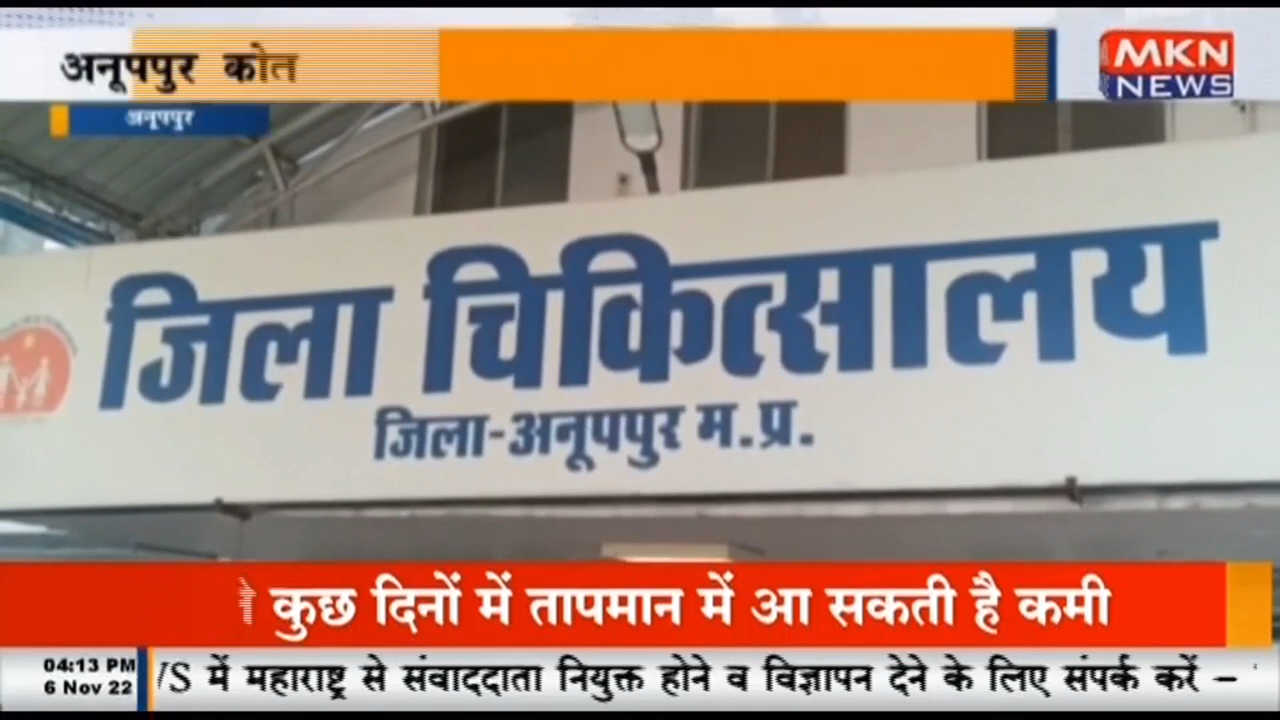 अनूपपुर कोत
MKN
NEWS
अनूपपुर
जिला चिकित्सालय
जिला-अनूपपुर म.प्र.
कुछ दिनों में तापमान में आ सकती है कमी
04:13 PM
6 Nov 22
में महाराष्ट्र से संवाददाता नियुक्त होने व विज्ञापन देने के लिए संपर्क करें –